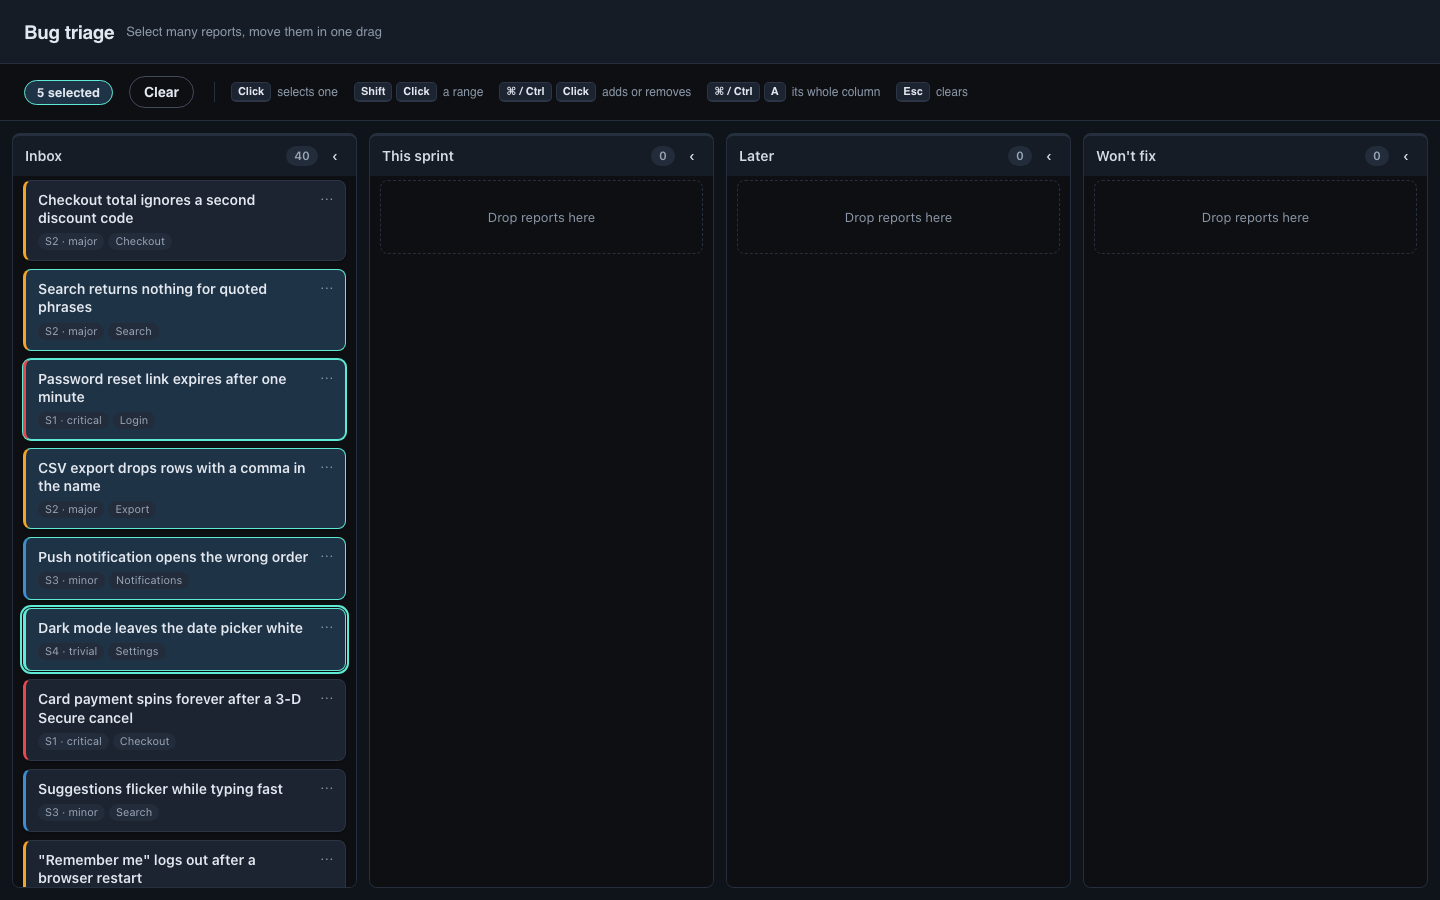 Bug triage Select many reports, move them in one drag
5 selected Clear Click selects one Shift Click a range ⌘ / Ctrl Click adds or removes ⌘ / Ctrl A its whole column Esc clears
Inbox 40 ‹
Checkout total ignores a second
discount code
S2 · major Checkout
Search returns nothing for quoted
phrases
S2 · major Search
Password reset link expires after one
minute
S1 · critical Login
CSV export drops rows with a comma in
the name
S2 · major Export
Push notification opens the wrong order
S3 · minor Notifications
Dark mode leaves the date picker white
S4 · trivial Settings
Card payment spins forever after a 3-D
Secure cancel
S1 · critical Checkout
Suggestions flicker while typing fast
S3 · minor Search
"Remember me" logs out after a
browser restart
This sprint 0 ‹
Drop reports here
Later 0 ‹
Drop reports here
Won't fix 0 ‹
Drop reports here